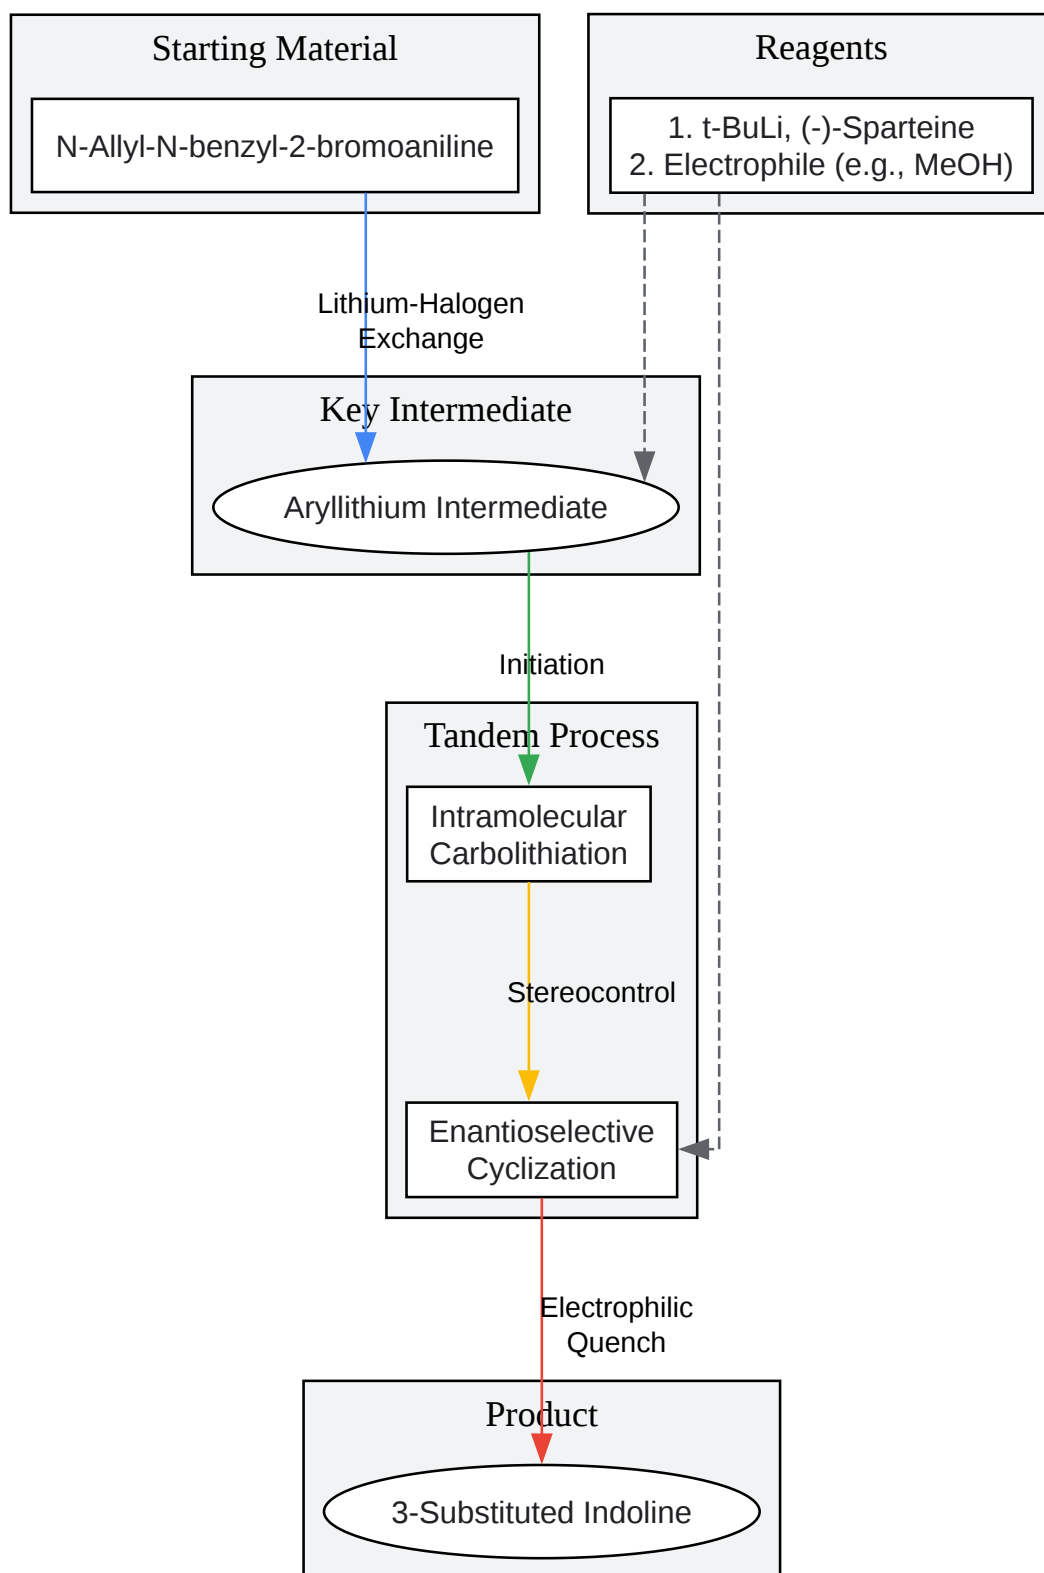 Starting Material
N-Allyl-N-benzyl-2-bromoaniline
Reagents
1. t-BuLi, (-)-Sparteine
2. Electrophile (e.g., MeOH)
Lithium-Halogen
Exchange
Key Intermediate
Aryllithium Intermediate
Initiation
Tandem Process
Intramolecular
Carbolithiation
Stereocontrol
Enantioselective
Cyclization
Electrophilic
Quench
Product
3-Substituted Indoline